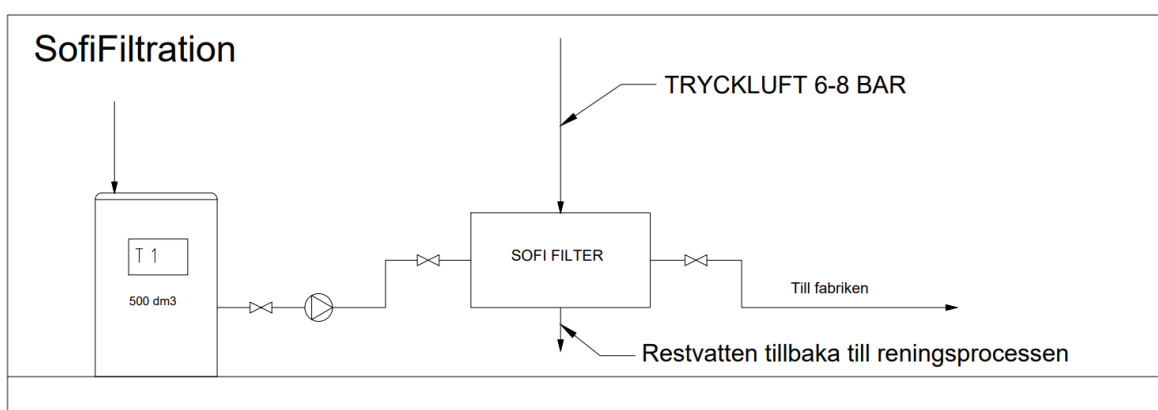 SofiFiltration
TRYCKLUFT 6-8 BAR
T 1
500 dm3
SOFI FILTER
Till fabriken
Restvatten tillbaka till reningsprocessen